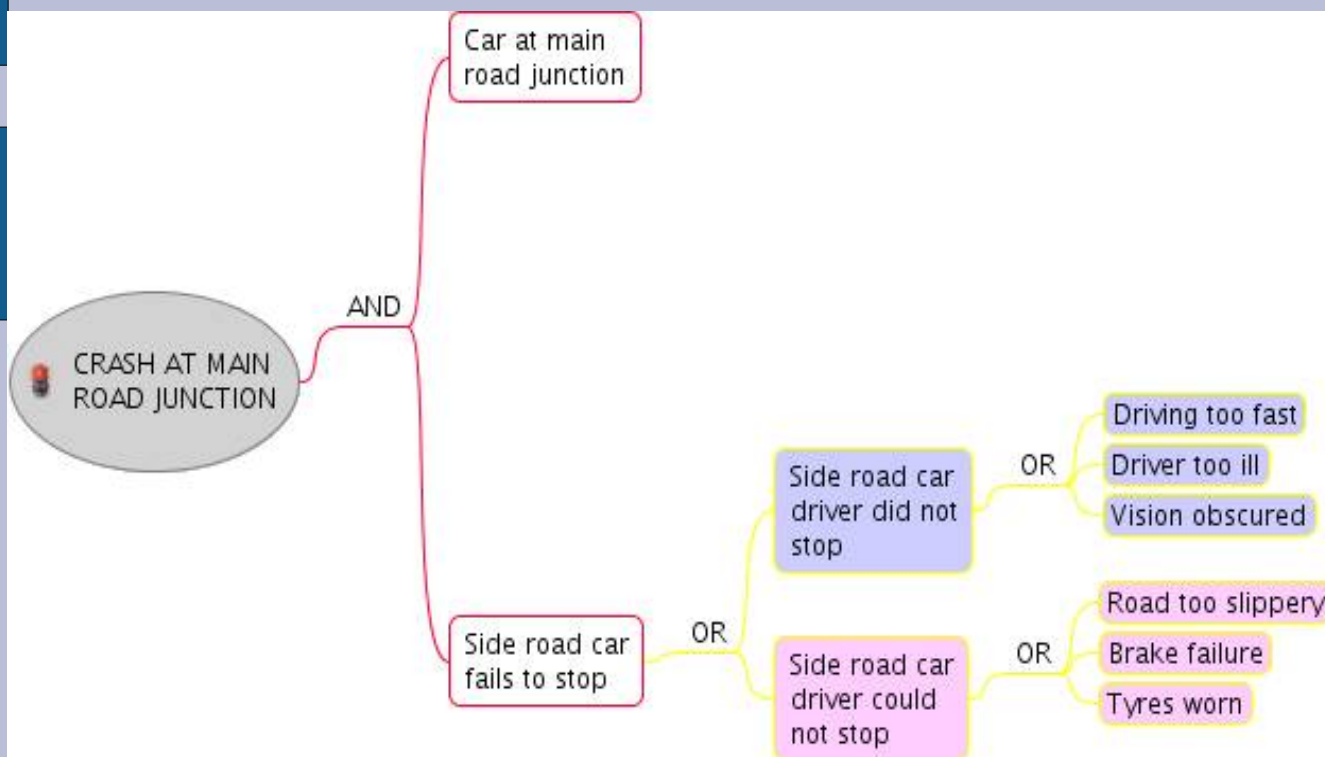 Car at main
road junction
AND
CRASH AT MAIN
ROAD JUNCTION
Side road car
fails to stop
OR
Side road car
driver did not
stop
OR
Driving too fast
Driver too ill
Vision obscured
Side road car
driver could
not stop
OR
Road too slippery
Brake failure
Tyres worn